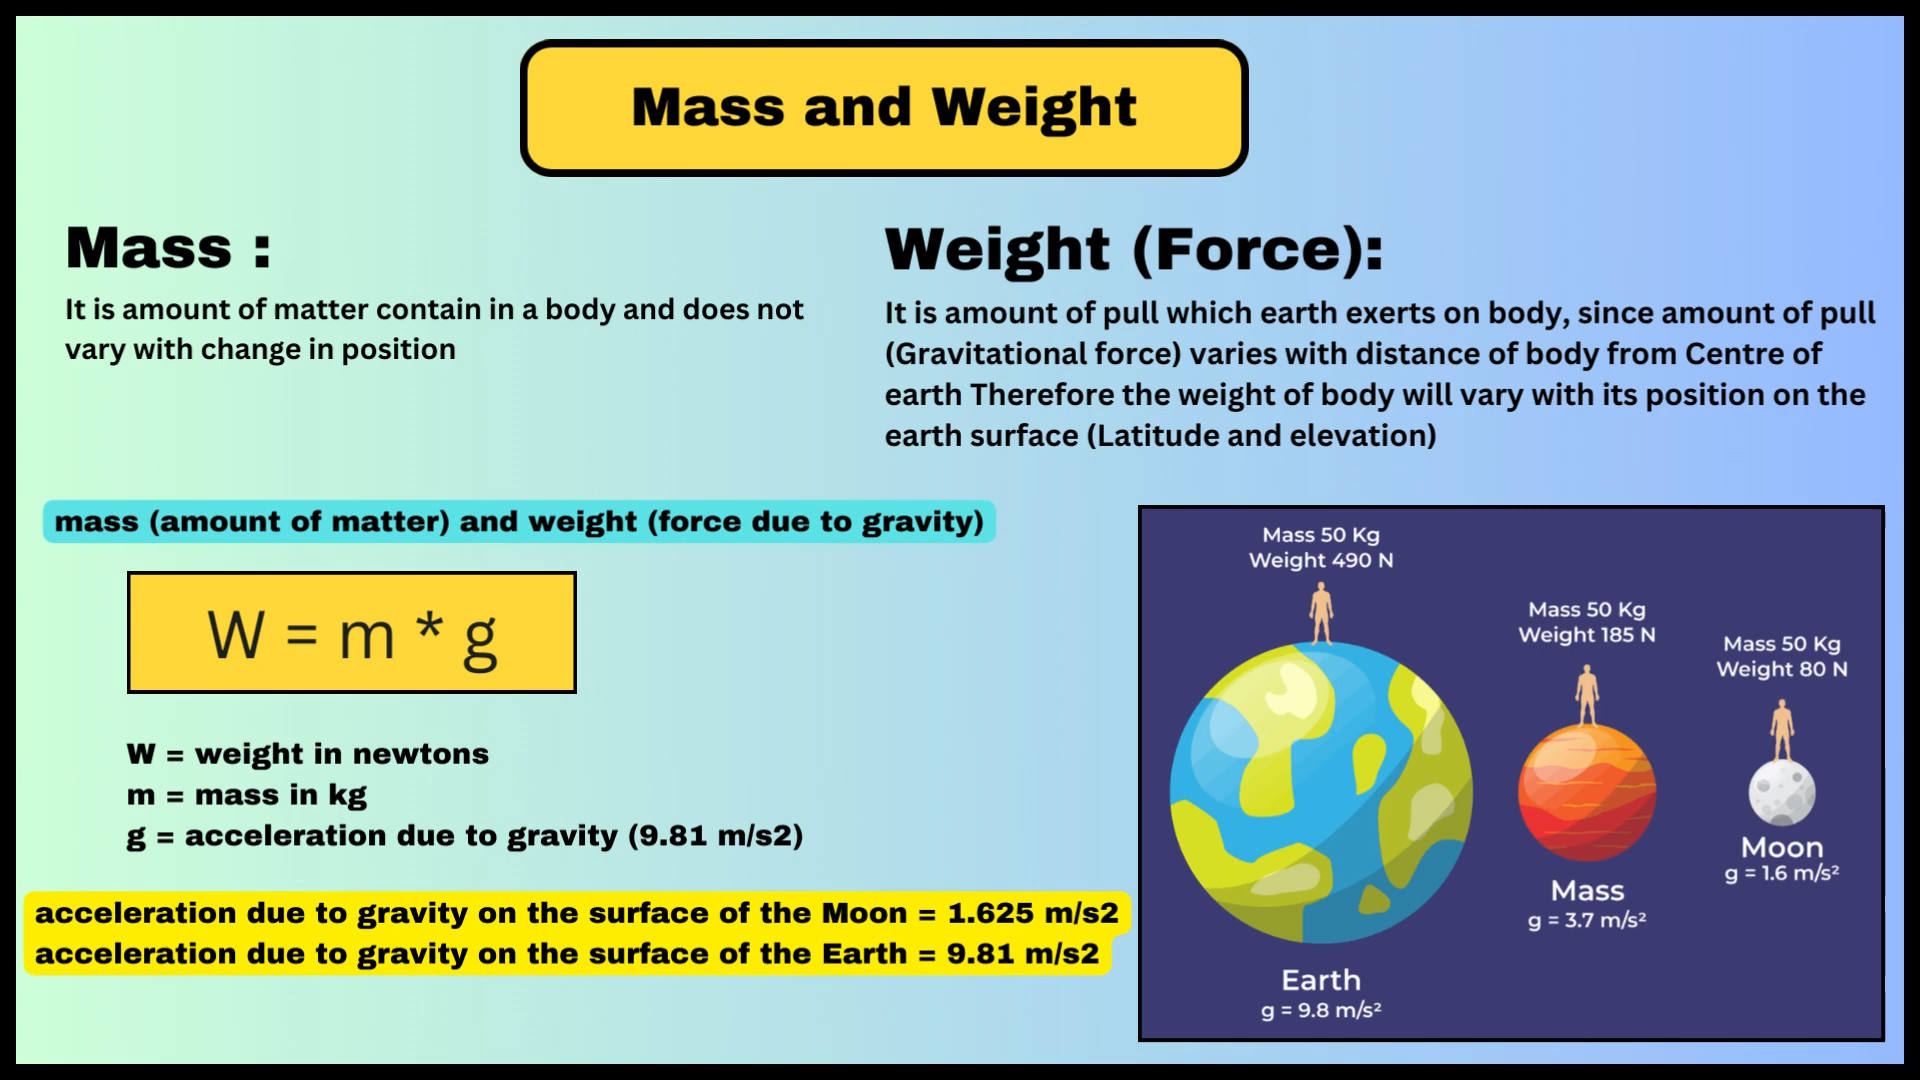 Mass and Weight
Mass :
It is amount of matter contain in a body and does not
vary with change in position
Weight (Force):
It is amount of pull which earth exerts on body, since amount of pull
(Gravitational force) varies with distance of body from Centre of
earth Therefore the weight of body will vary with its position on the
earth surface (Latitude and elevation)
mass (amount of matter) and weight (force due to gravity)
W = m * g
W = weight in newtons
m = mass in kg
g = acceleration due to gravity (9.81 m/s2)
acceleration due to gravity on the surface of the Moon = 1.625 m/s2
acceleration due to gravity on the surface of the Earth = 9.81 m/s2
Mass 50 Kg
Weight 490 N
Earth
g = 9.8 m/s²
Mass 50 Kg
Weight 185 N
Mass
g = 3.7 m/s²
Mass 50 Kg
Weight 80 N
Moon
g = 1.6 m/s²